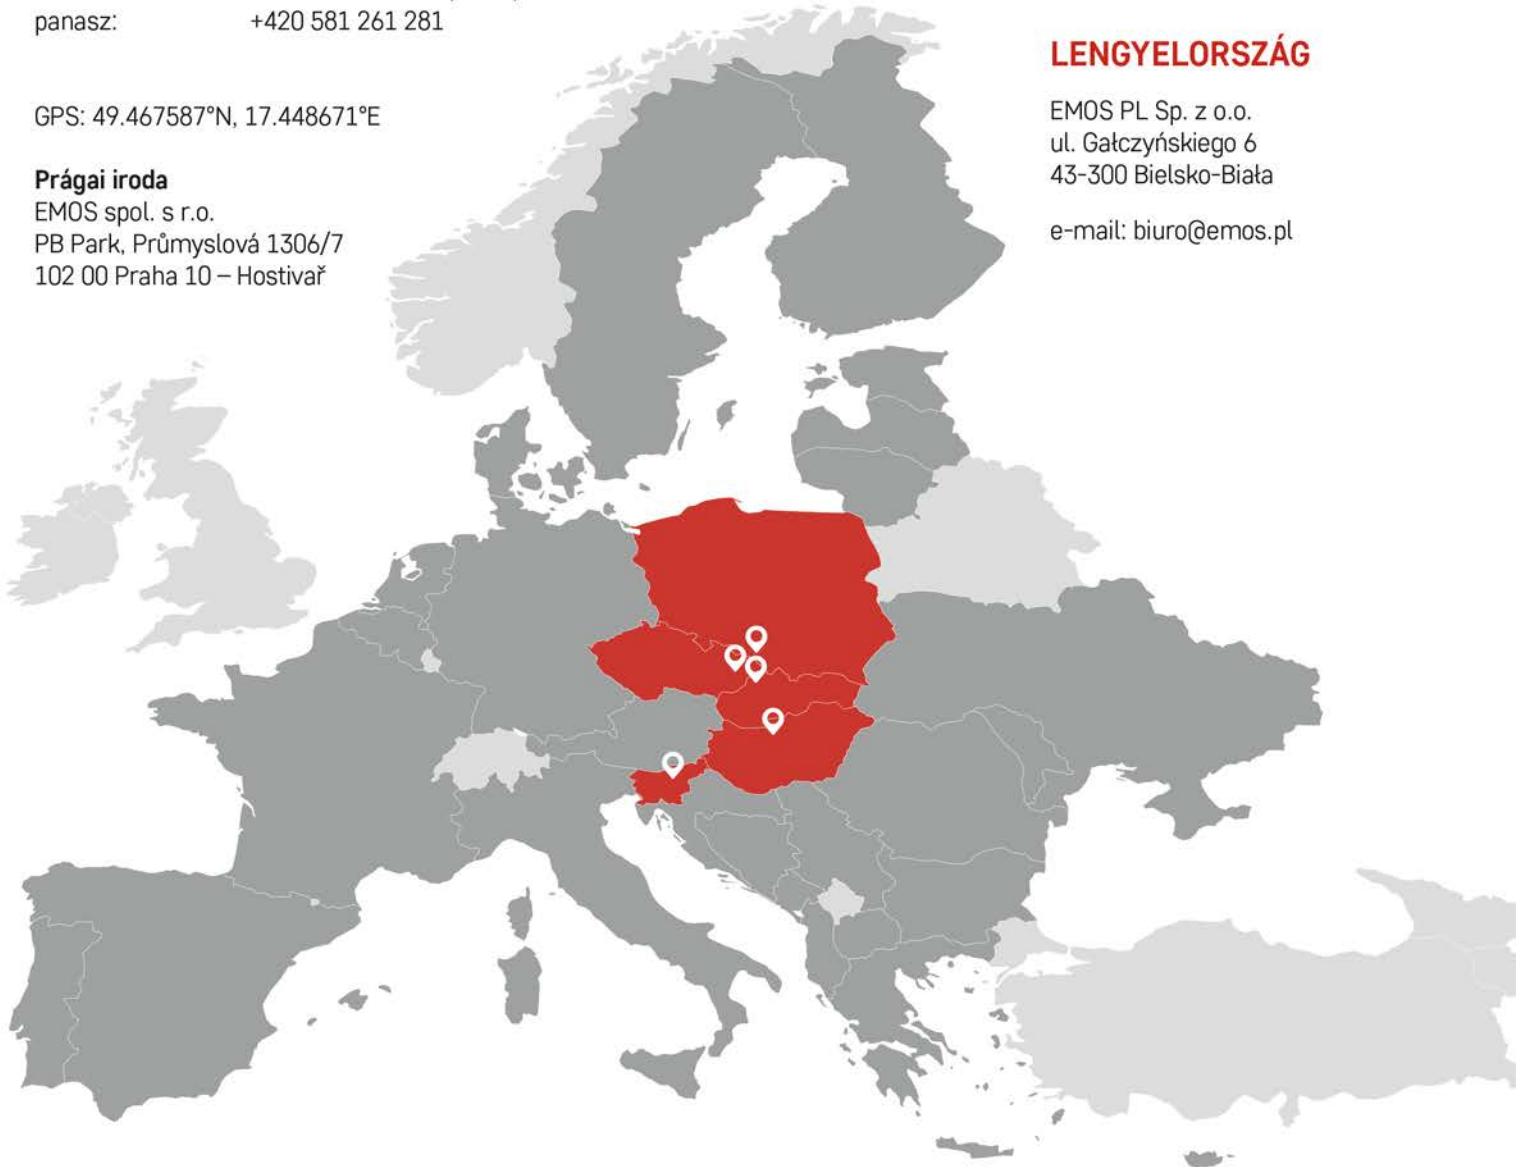 panasz: +420 581 261 281
GPS: 49.467587°N, 17.448671°E
Prágai iroda
EMOS spol. s r.o.
PB Park, Průmyslová 1306/7
102 00 Praha 10 – Hostivař
LENGYELORSZÁG
EMOS PL Sp. z o.o.
ul. Gałczyńskiego 6
43-300 Bielsko-Biała
e-mail: biuro@emos.pl